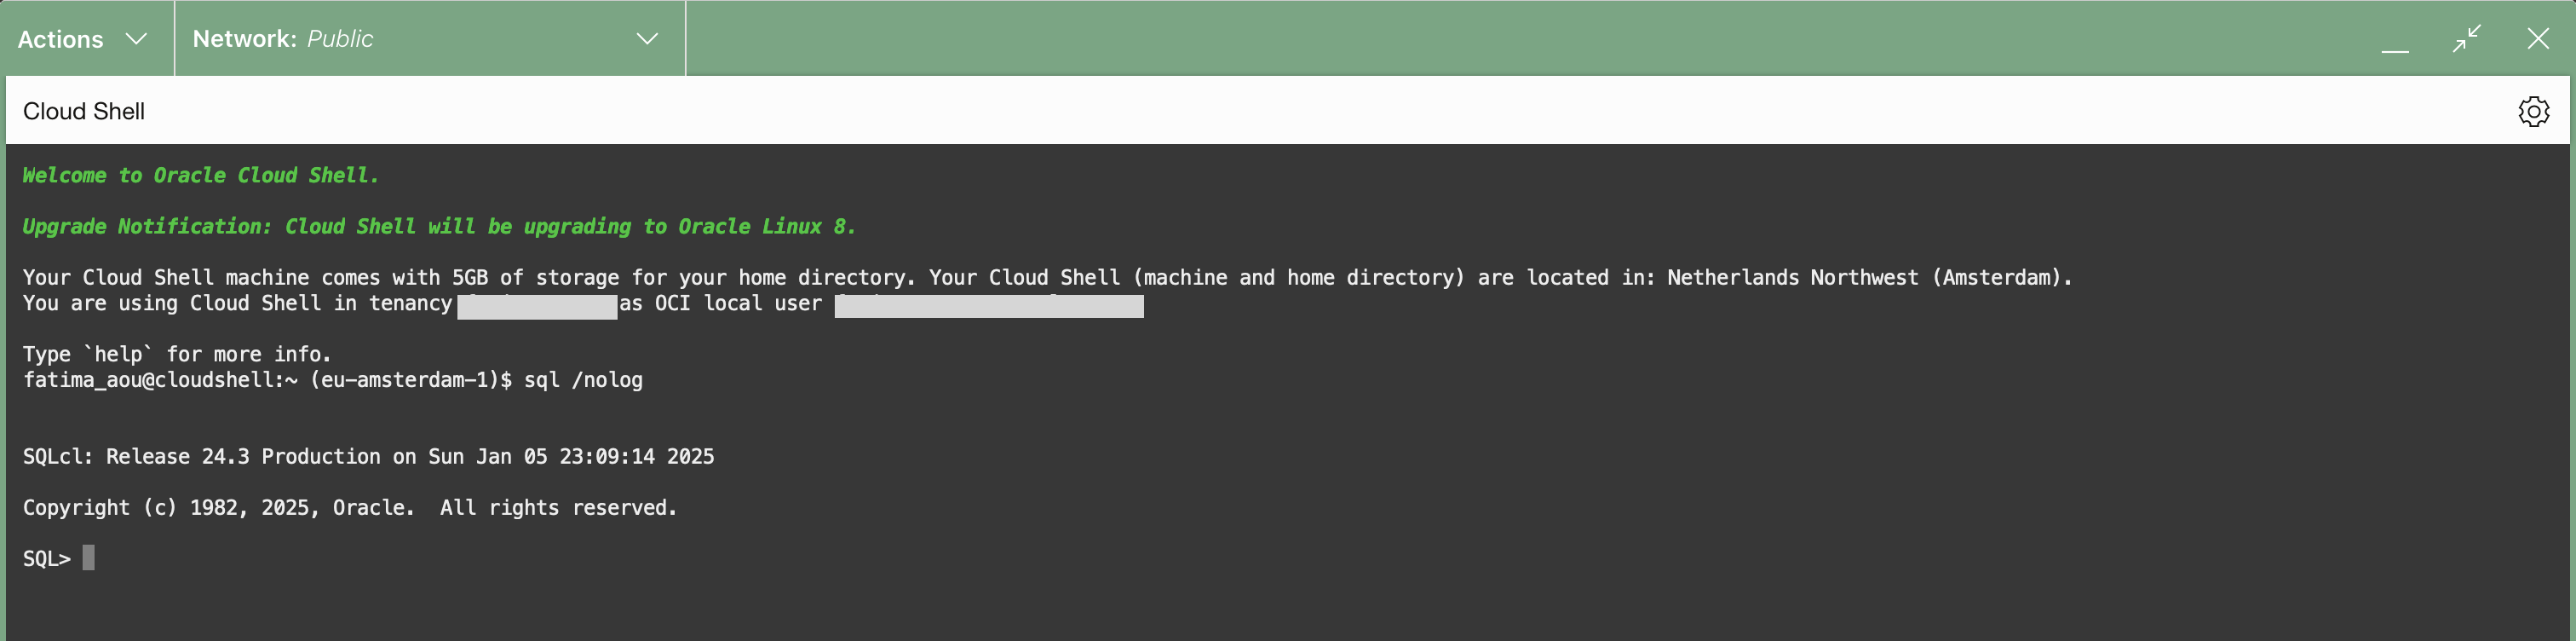 Actions
Network: Public
Cloud Shell
Welcome to Oracle Cloud Shell.
Upgrade Notification: Cloud Shell will be upgrading to Oracle Linux 8.
Your Cloud Shell machine comes with 5GB of storage for your home directory. Your Cloud Shell (machine and home directory) are located in: Netherlands Northwest (Amsterdam).
You are using Cloud Shell in tenancy as OCI local user
Type `help` for more info.
fatima_aou@cloudshell:~ (eu-amsterdam-1)$ sql /nolog
SQLcl: Release 24.3 Production on Sun Jan 05 23:09:14 2025
Copyright (c) 1982, 2025, Oracle.  All rights reserved.
SQL>